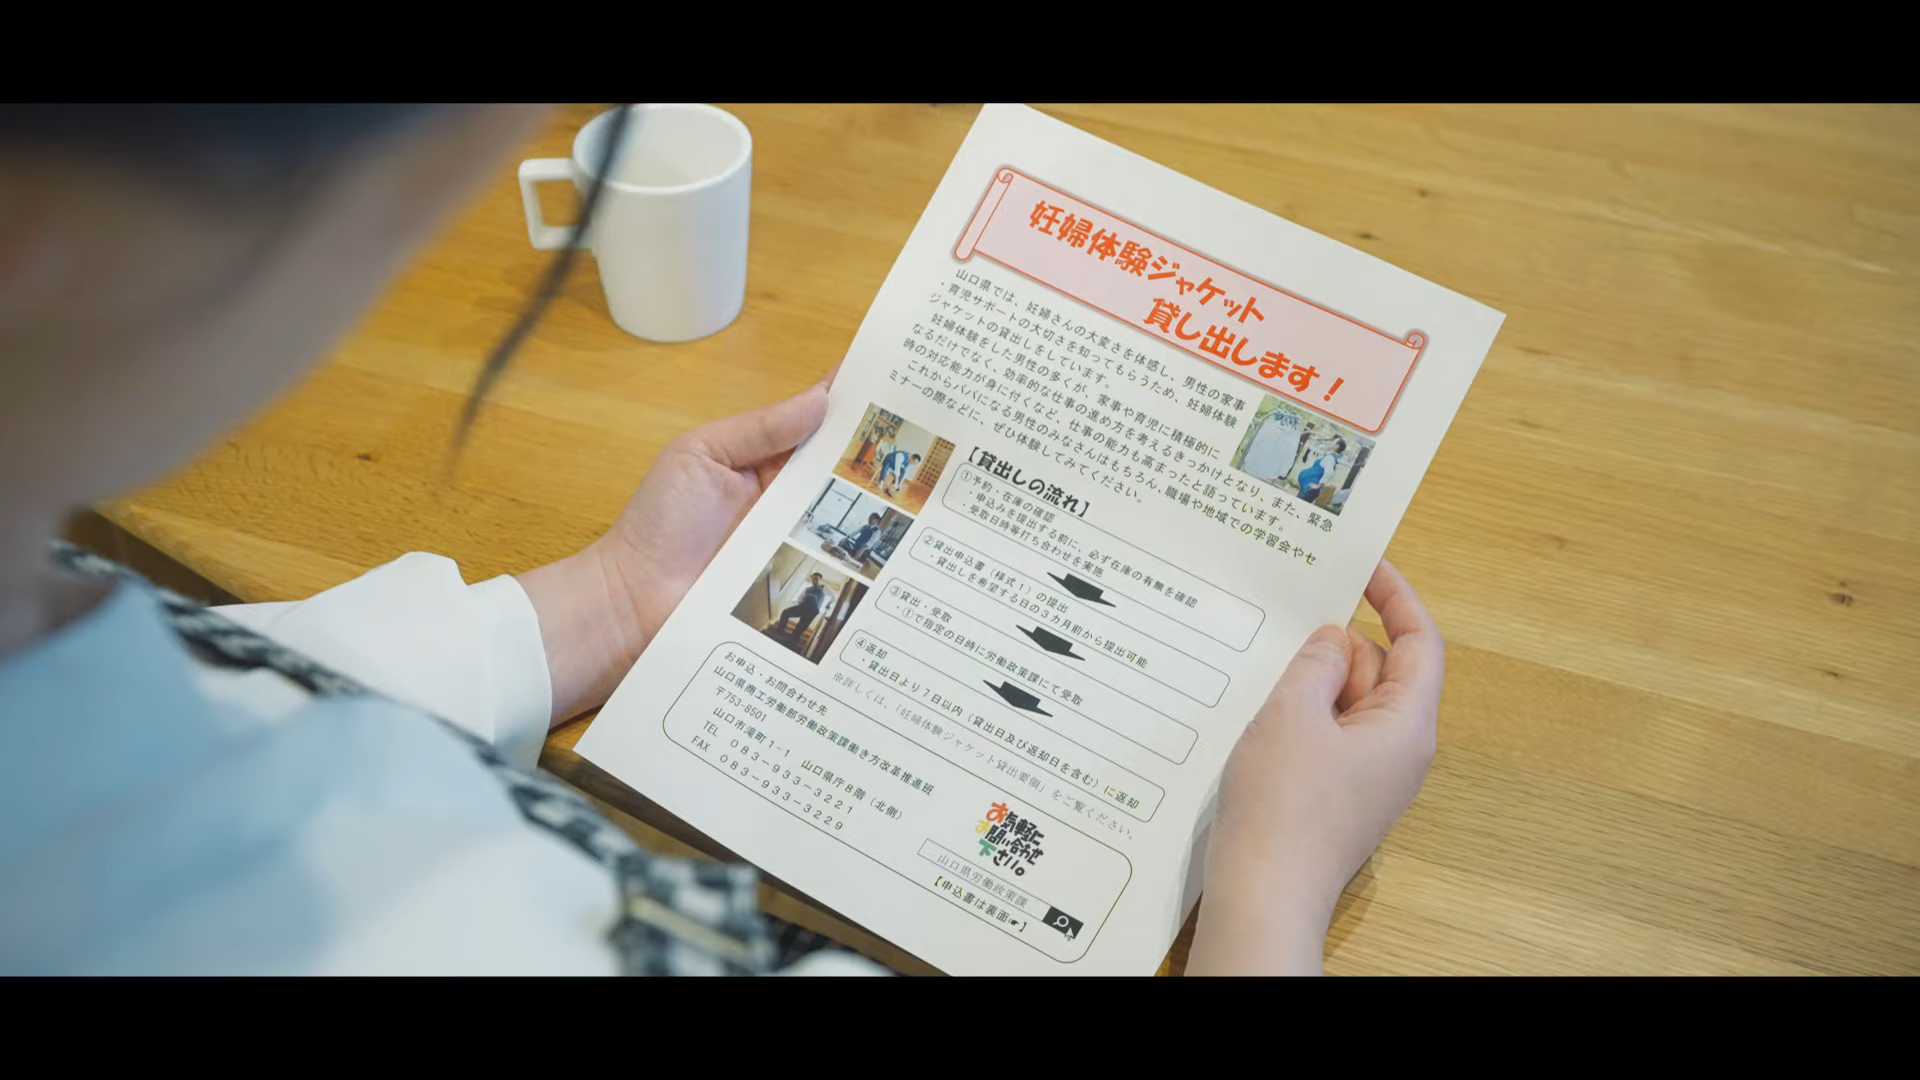 妊婦体験ジャケット
貸し出します！
山口県では、妊婦さんの大変さを体感し、男性の家事
・育児サポートの大切さを知ってもらうため、妊婦体験
ジャケットの貸出しをしています。
妊婦体験をした男性の多くが、家事や育児に積極的に
なるだけでなく、効率的な仕事の進め方を考えるきっかけとなり、また、緊急
時の対応能力が身に付くなど、仕事の能力も高まったと語っています。
これからパパになる男性のみなさんはもちろん、職場や地域での学習会やセ
ミナーの際などに、ぜひ体験してみてください。
【貸出しの流れ】
①予約・在庫の確認
・申込みを提出する前に、必ず在庫の有無を確認
・受取日時等打ち合わせを実施
②貸出申込書（様式１）の提出
・貸出しを希望する日の３カ月前から提出可能
③貸出・受取
・①で指定の日時に労働政策課にて受取
④返却
・貸出日より７日以内（貸出日及び返却日を含む）に返却
※詳しくは、「妊婦体験ジャケット貸出要領」をご覧ください。
お申込・お問合わせ先
山口県商工労働部労働政策課働き方改革推進班
〒753-8501
山口市滝町１−１　山口県庁８階（北側）
TEL　０８３−９３３−３２２１
FAX　０８３−９３３−３２２９
お気軽に
お問い合わせ
下さい。
山口県労働政策課
【申込書は裏面☛】